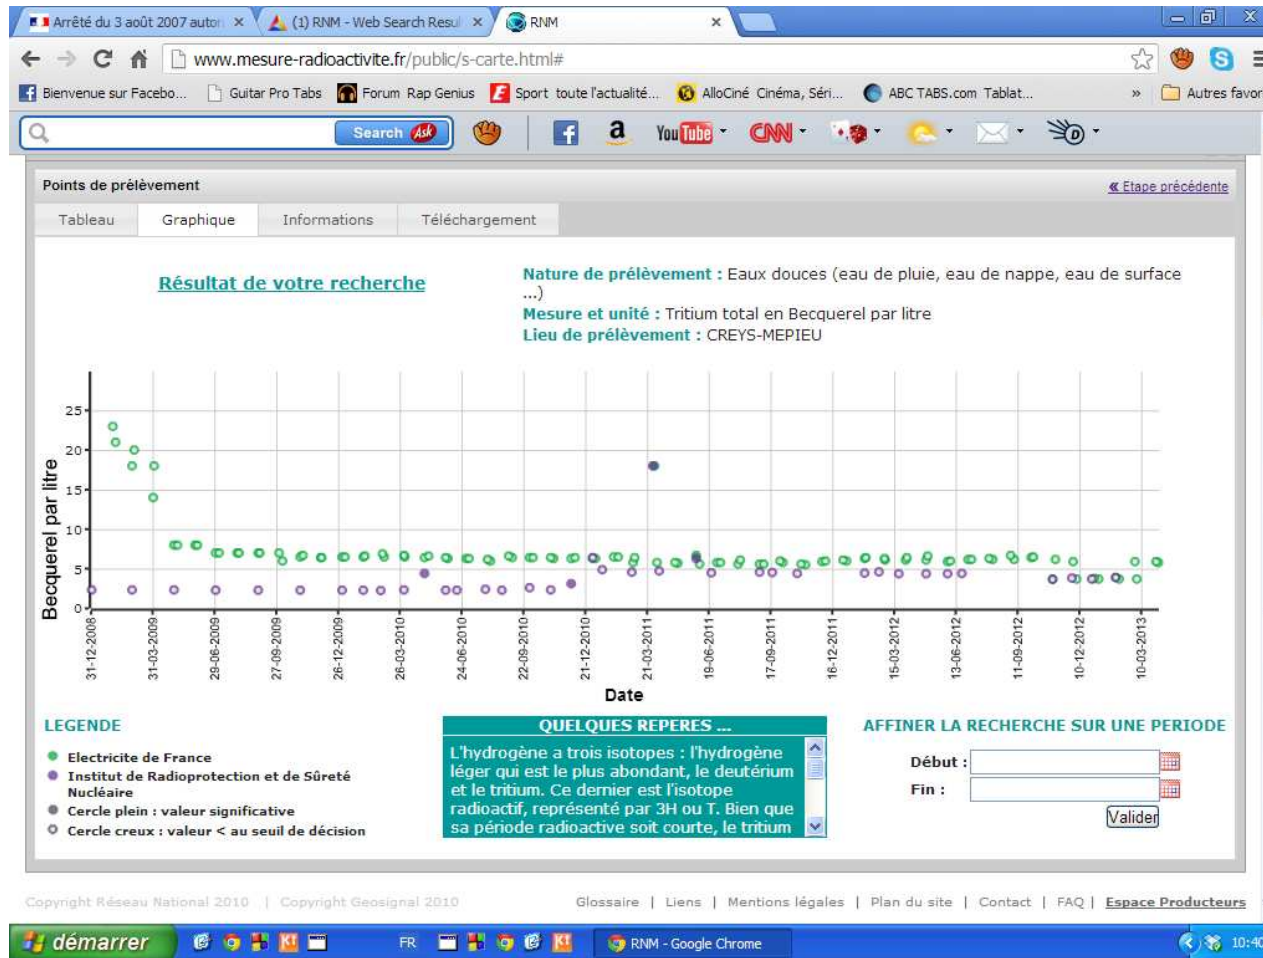 Arrêté du 3 août 2007 autori
(1) RNM - Web Search Resul
RNM
www.mesure-radioactivite.fr/public/s-carte.html#
Bienvenue sur Facebo...
Guitar Pro Tabs
Forum Rap Genius
Sport toute l'actualité...
AlloCiné Cinéma, Séri...
ABC TABS.com Tablat...
»
Autres favor
Search Ask
You Tube
CNN
Points de prélèvement
« Etape précédente
Tableau
Graphique
Informations
Téléchargement
Résultat de votre recherche
Nature de prélèvement : Eaux douces (eau de pluie, eau de nappe, eau de surface
...)
Mesure et unité : Tritium total en Becquerel par litre
Lieu de prélèvement : CREYS-MEPIEU
Becquerel par litre
25
20
15
10
5
0
31-12-2008
31-03-2009
29-06-2009
27-09-2009
26-12-2009
26-03-2010
24-06-2010
22-09-2010
21-12-2010
21-03-2011
19-06-2011
17-09-2011
16-12-2011
15-03-2012
13-06-2012
11-09-2012
10-12-2012
10-03-2013
Date
LEGENDE
Electricite de France
Institut de Radioprotection et de Sûreté
Nucléaire
Cercle plein : valeur significative
Cercle creux : valeur < au seuil de décision
QUELQUES REPERES ...
L'hydrogène a trois isotopes : l'hydrogène
léger qui est le plus abondant, le deutérium
et le tritium. Ce dernier est l'isotope
radioactif, représenté par 3H ou T. Bien que
sa période radioactive soit courte, le tritium
AFFINER LA RECHERCHE SUR UNE PERIODE
Début :
Fin :
Valider
Copyright Réseau National 2010 | Copyright Geosignal 2010
Glossaire | Liens | Mentions légales | Plan du site | Contact | FAQ | Espace Producteurs
démarrer
FR
RNM - Google Chrome
10:40